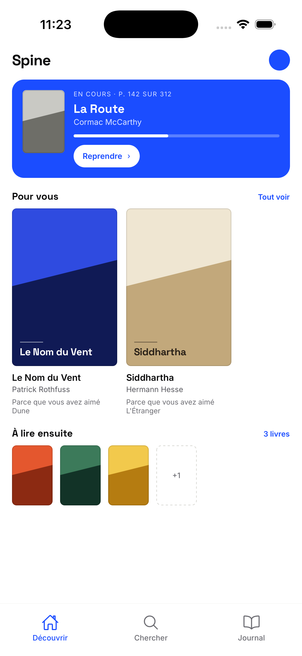 11:23
Spine
EN COURS · P. 142 SUR 312
La Route
Cormac McCarthy
Reprendre ›
Pour vous
Tout voir
Le Nom du Vent
Siddhartha
Le Nom du Vent
Siddhartha
Patrick Rothfuss
Hermann Hesse
Parce que vous avez aimé
Dune
Parce que vous avez aimé
L'Étranger
À lire ensuite
3 livres
+1
Découvrir
Chercher
Journal